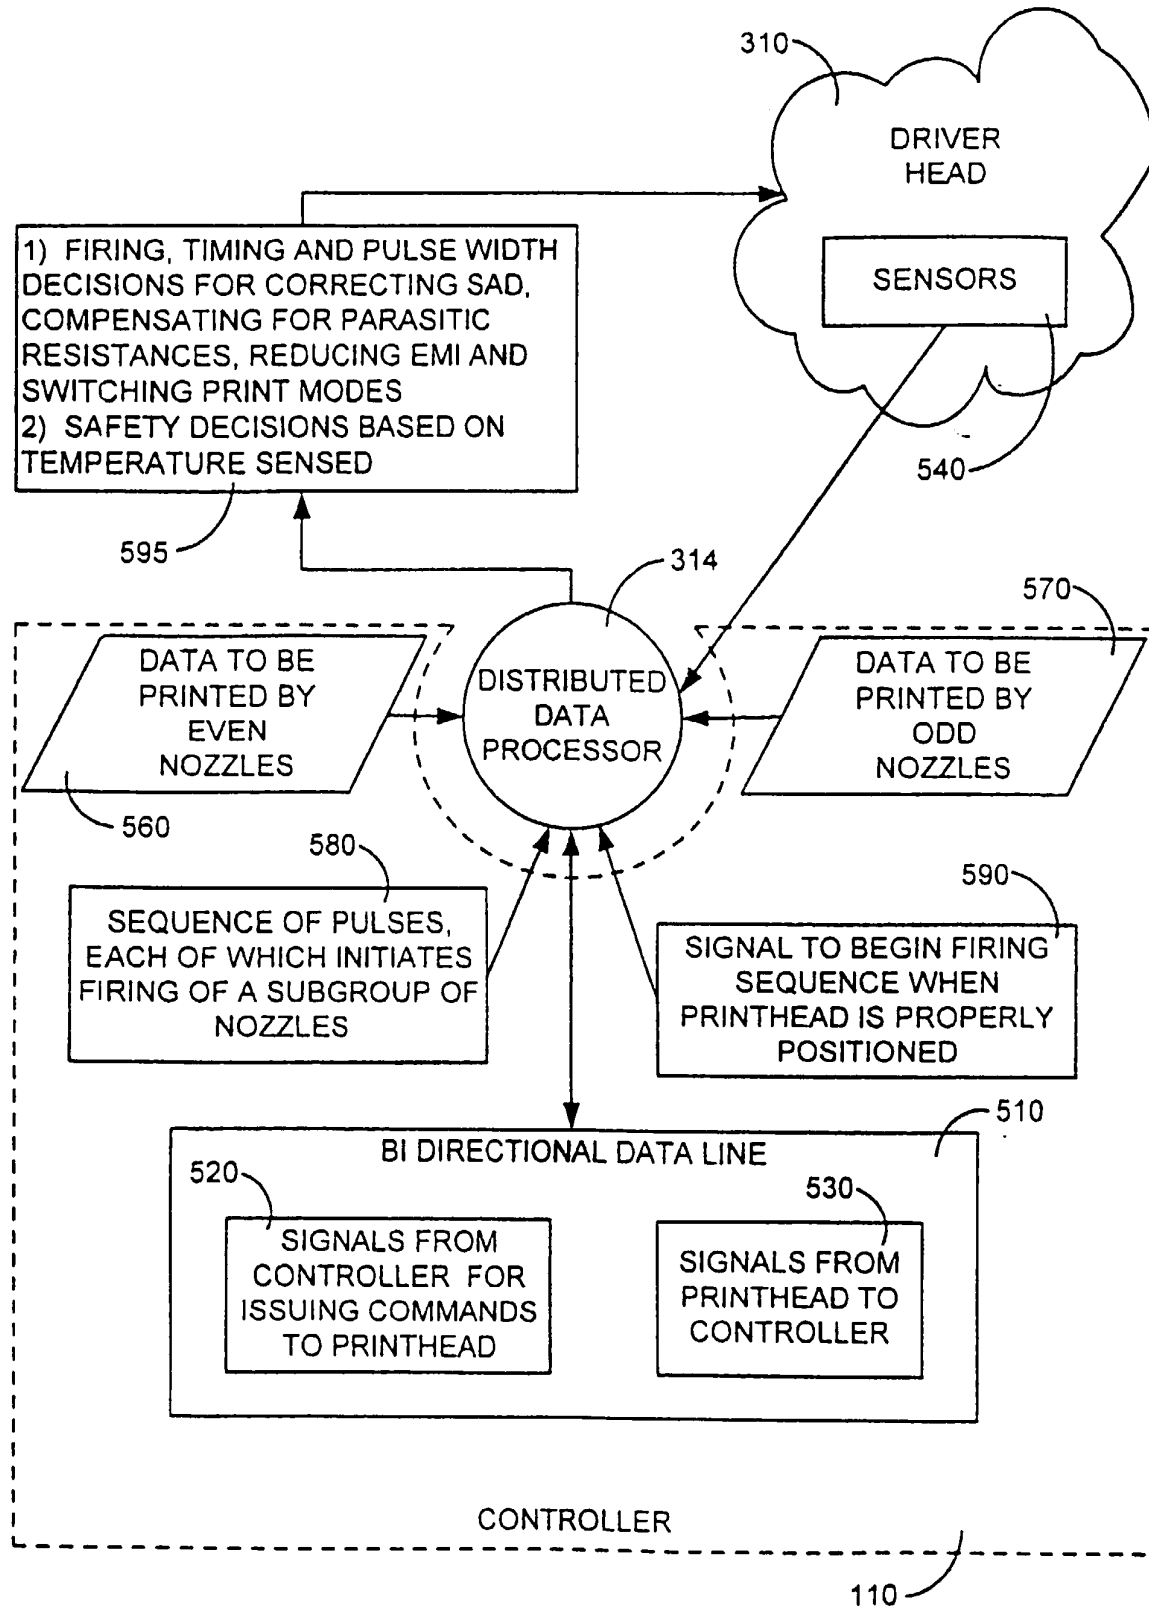 310
DRIVER
HEAD
SENSORS
540
1) FIRING, TIMING AND PULSE WIDTH
DECISIONS FOR CORRECTING SAD,
COMPENSATING FOR PARASITIC
RESISTANCES, REDUCING EMI AND
SWITCHING PRINT MODES
2) SAFETY DECISIONS BASED ON
TEMPERATURE SENSED
595
314
570
DATA TO BE
PRINTED BY
EVEN
NOZZLES
560
DISTRIBUTED
DATA
PROCESSOR
DATA TO BE
PRINTED BY
ODD
NOZZLES
580
SEQUENCE OF PULSES,
EACH OF WHICH INITIATES
FIRING OF A SUBGROUP OF
NOZZLES
590
SIGNAL TO BEGIN FIRING
SEQUENCE WHEN
PRINTHEAD IS PROPERLY
POSITIONED
510
BI DIRECTIONAL DATA LINE
520
SIGNALS FROM
CONTROLLER FOR
ISSUING COMMANDS
TO PRINTHEAD
530
SIGNALS FROM
PRINTHEAD TO
CONTROLLER
CONTROLLER
110